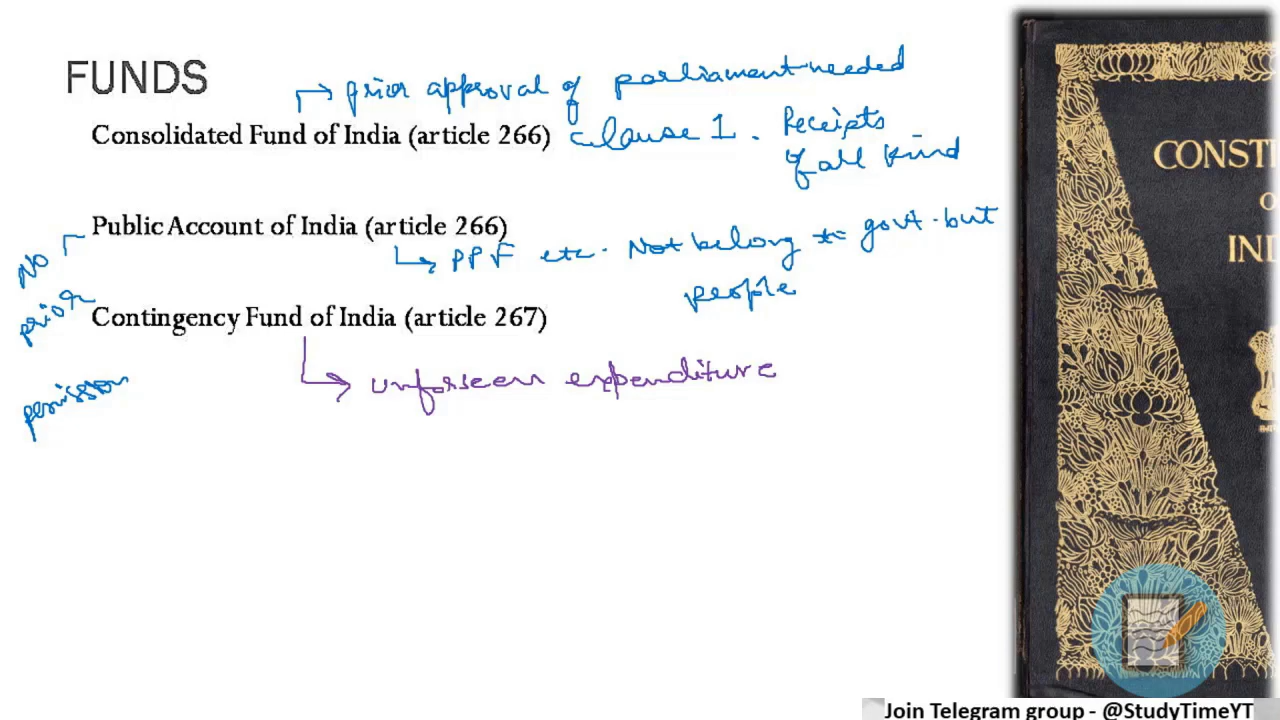 FUNDS
prior approval of parliament needed
Consolidated Fund of India (article 266) clause 1. Receipts
of all kind
Public Account of India (article 266)
No prior permission
PPF etc. Not belong to govt. but
people
Contingency Fund of India (article 267)
unforseen expenditure
CONST
O
IND
Join Telegram group - @StudyTimeYT